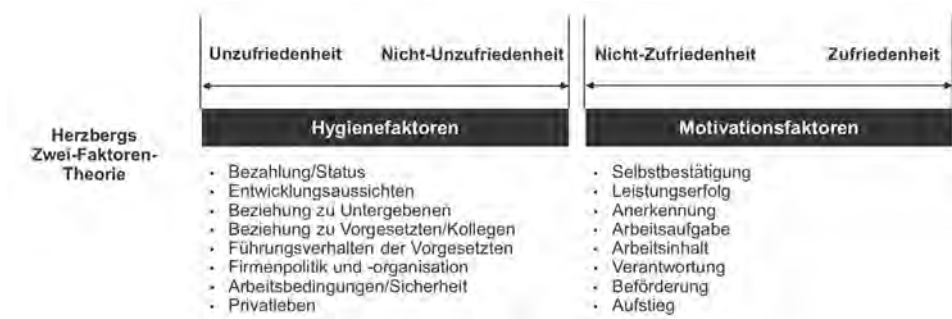 Unzufriedenheit Nicht-Unzufriedenheit Nicht-Zufriedenheit Zufriedenheit
Herzbergs
Zwei-Faktoren-
Theorie
Hygienefaktoren
· Bezahlung/Status
· Entwicklungsaussichten
· Beziehung zu Untergebenen
· Beziehung zu Vorgesetzten/Kollegen
· Führungsverhalten der Vorgesetzten
· Firmenpolitik und -organisation
· Arbeitsbedingungen/Sicherheit
· Privatleben
Motivationsfaktoren
· Selbstbestätigung
· Leistungserfolg
· Anerkennung
· Arbeitsaufgabe
· Arbeitsinhalt
· Verantwortung
· Beförderung
· Aufstieg